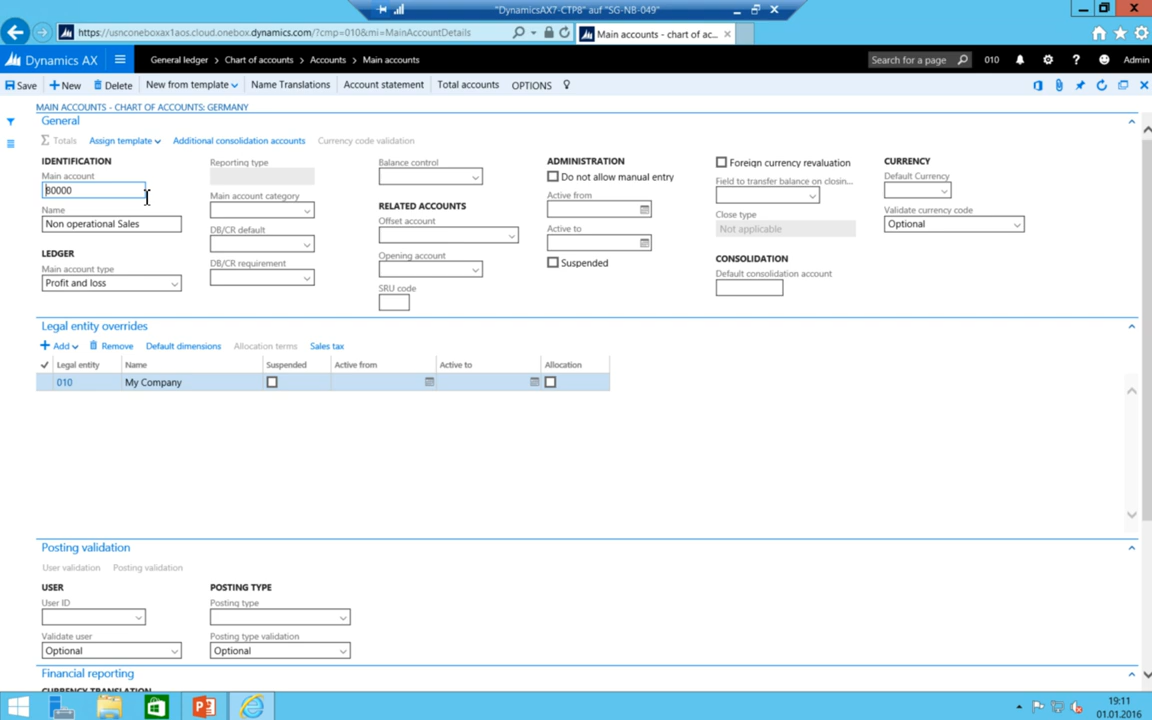 "DynamicsAX7-CTP8" auf "SG-NB-049"
https://usnconeboxax1aos.cloud.onebox.dynamics.com/?cmp=010&mi=MainAccountDetails
Main accounts - chart of ac...
Dynamics AX
General ledger > Chart of accounts > Accounts > Main accounts
Search for a page
010
Admin
Save
New
Delete
New from template
Name Translations
Account statement
Total accounts
OPTIONS
MAIN ACCOUNTS - CHART OF ACCOUNTS: GERMANY
General
Totals
Assign template
Additional consolidation accounts
Currency code validation
IDENTIFICATION
Main account
80000
Name
Non operational Sales
LEDGER
Main account type
Profit and loss
Reporting type
Main account category
DB/CR default
DB/CR requirement
Balance control
RELATED ACCOUNTS
Offset account
Opening account
SRU code
ADMINISTRATION
Do not allow manual entry
Active from
Active to
Suspended
Foreign currency revaluation
Field to transfer balance on closin...
Close type
Not applicable
CONSOLIDATION
Default consolidation account
CURRENCY
Default Currency
Validate currency code
Optional
Legal entity overrides
Add
Remove
Default dimensions
Allocation terms
Sales tax
Legal entity Name Suspended Active from Active to Allocation
010 My Company
Posting validation
User validation
Posting validation
USER
User ID
Validate user
Optional
POSTING TYPE
Posting type
Posting type validation
Optional
Financial reporting
CURRENCY TRANSLATION
19:11
01.01.2016